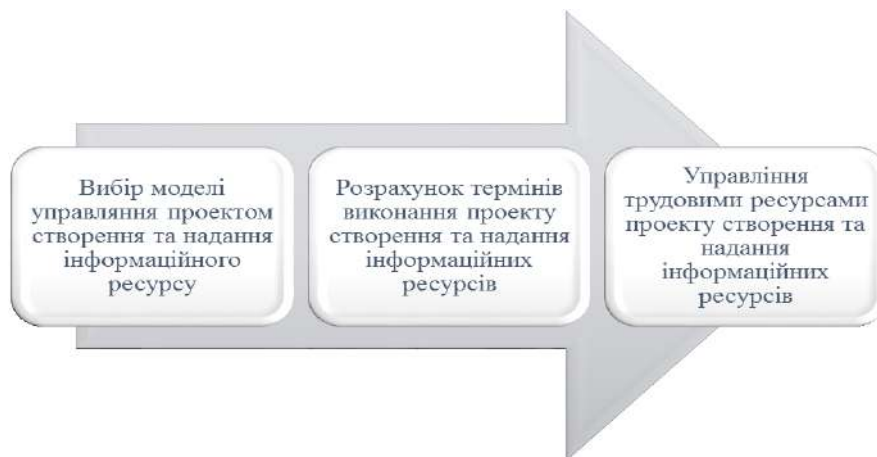 Вибір моделі
управляння проектом
створення та надання
інформаційного
ресурсу
Розрахунок термінів
виконання проекту
створення та надання
інформаційних
ресурсів
Управління
трудовими ресурсами
проекту створення та
надання
інформаційних
ресурсів